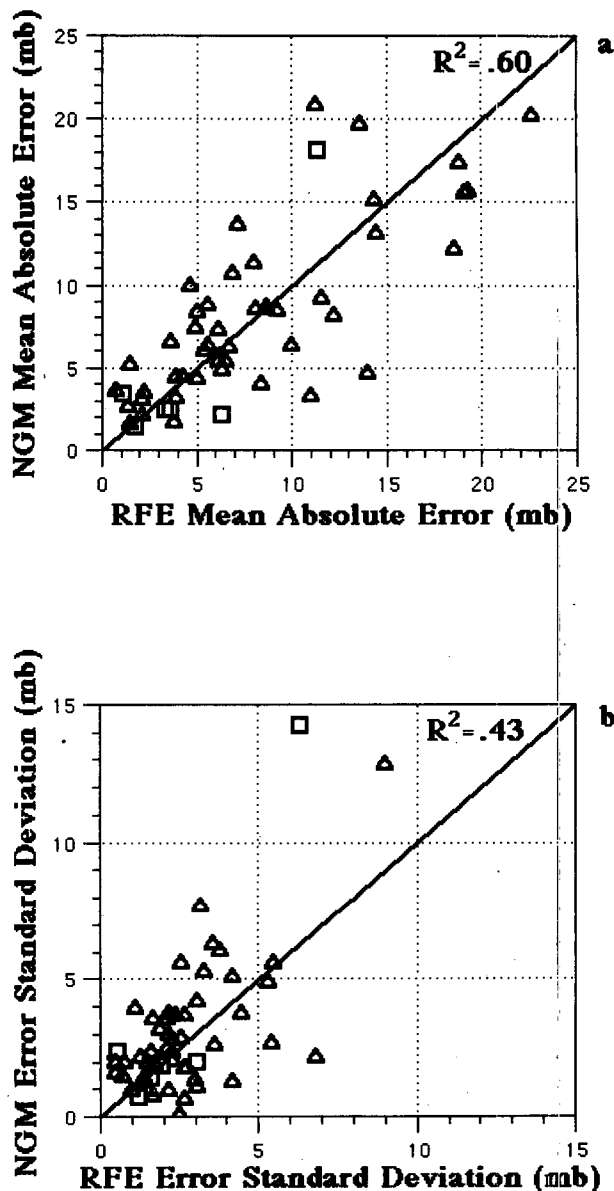 25
a
R²= .60
20
15
10
5
0
NGM Mean Absolute Error (mb)
0 5 10 15 20 25
RFE Mean Absolute Error (mb)
15
b
R²= .43
10
5
0
NGM Error Standard Deviation (mb)
0 5 10 15
RFE Error Standard Deviation (mb)